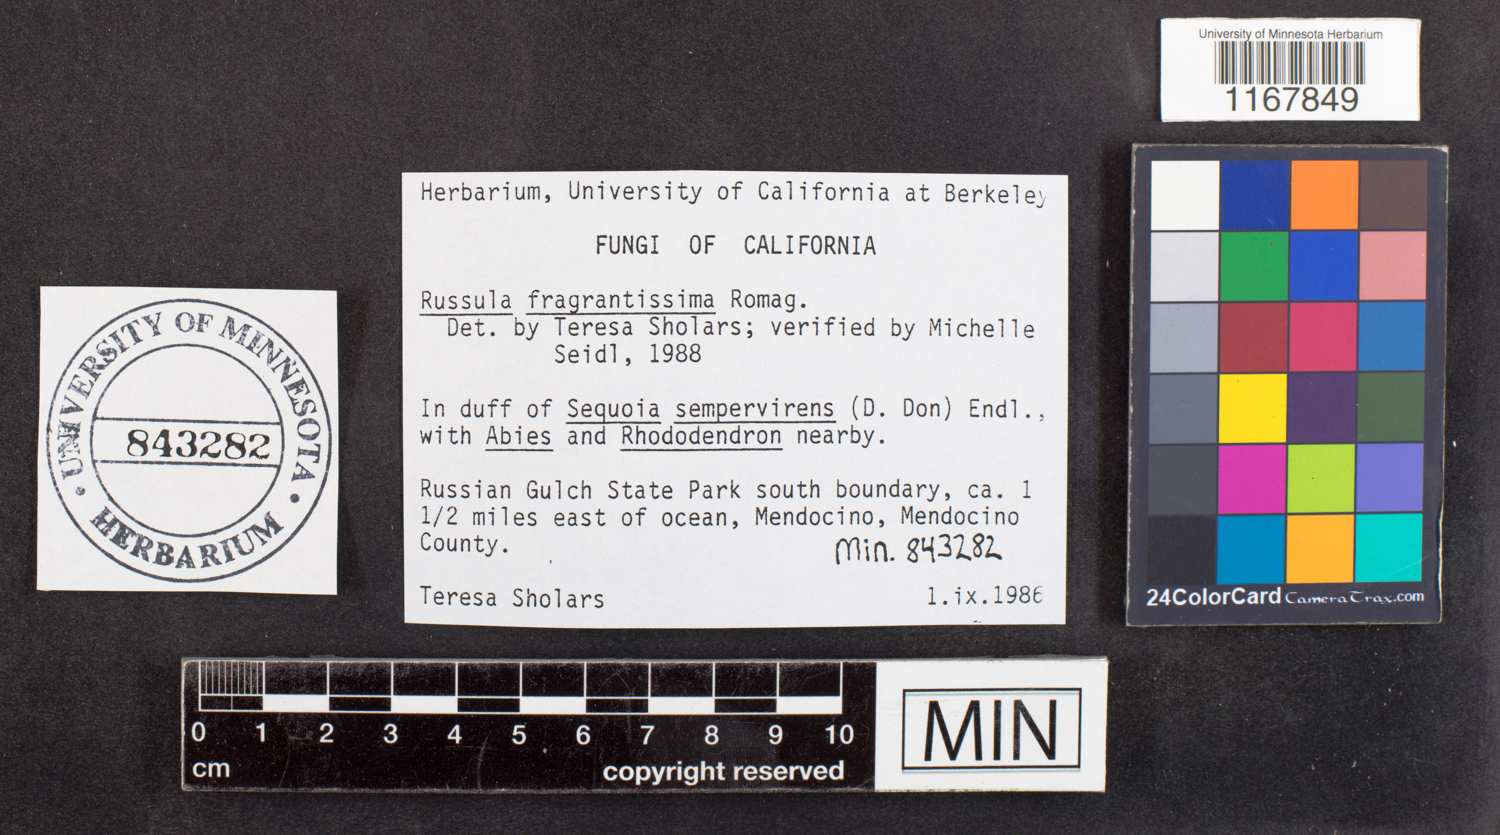 University of Minnesota Herbarium
1167849
Herbarium, University of California at Berkeley
FUNGI OF CALIFORNIA
Russula fragrantissima Romag.
Det. by Teresa Sholars; verified by Michelle
Seidl, 1988
In duff of Sequoia sempervirens (D. Don) Endl.,
with Abies and Rhododendron nearby.
Russian Gulch State Park south boundary, ca. 1
1/2 miles east of ocean, Mendocino, Mendocino
County.
Min. 843282
Teresa Sholars 1.ix.1986
• UNIVERSITY OF MINNESOTA •
843282
HERBARIUM
24ColorCard CameraTrax.com
0 1 2 3 4 5 6 7 8 9 10
cm copyright reserved
MIN